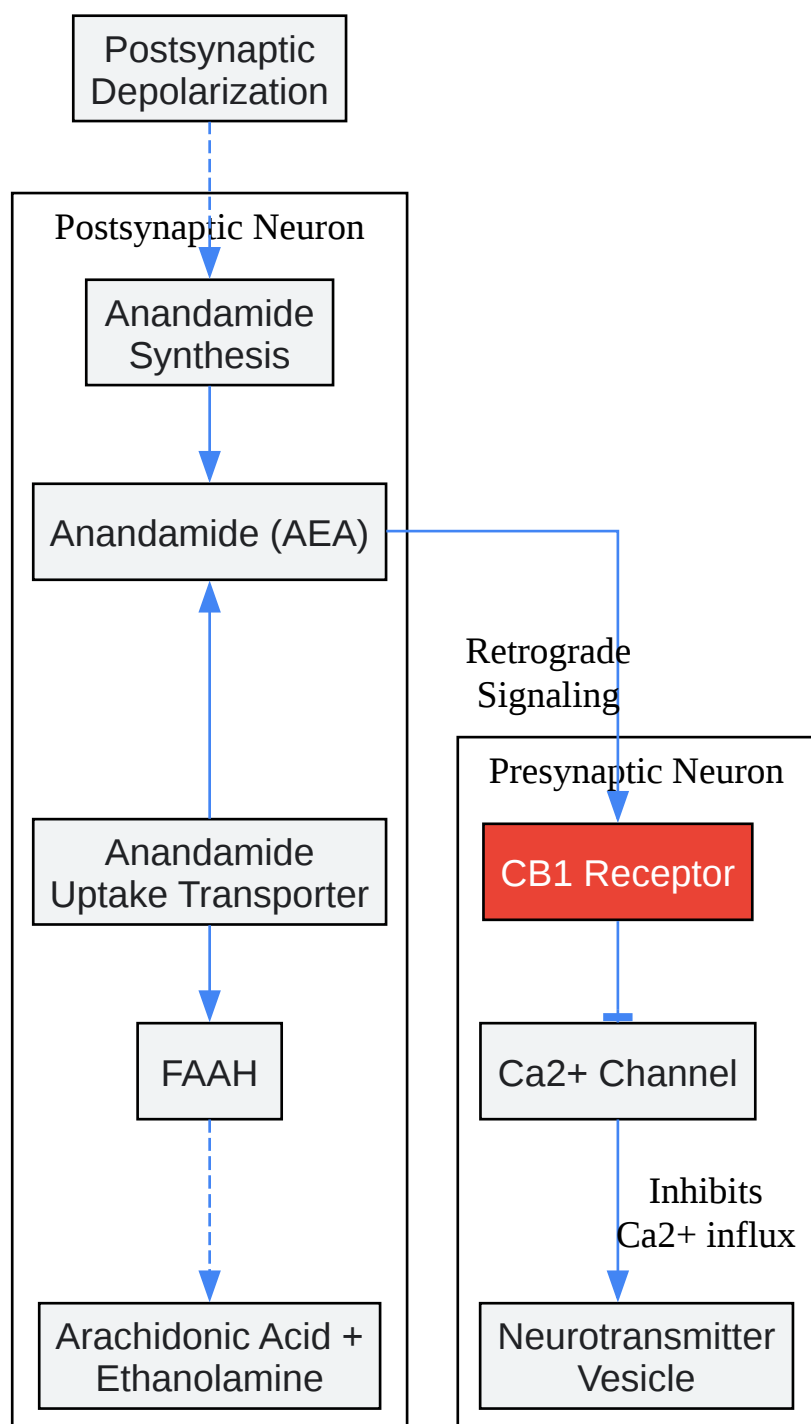 Postsynaptic
Depolarization
Postsynaptic Neuron
Anandamide
Synthesis
Anandamide (AEA)
Retrograde
Signaling
Presynaptic Neuron
Anandamide
Uptake Transporter
CB1 Receptor
FAAH
Ca2+ Channel
Inhibits
Ca2+ influx
Arachidonic Acid +
Ethanolamine
Neurotransmitter
Vesicle